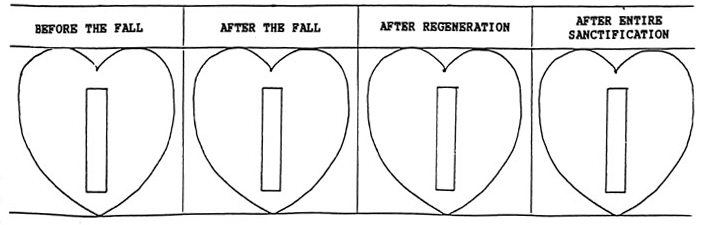 BEFORE THE FALL
AFTER THE FALL
AFTER REGENERATION
AFTER ENTIRE
SANCTIFICATION